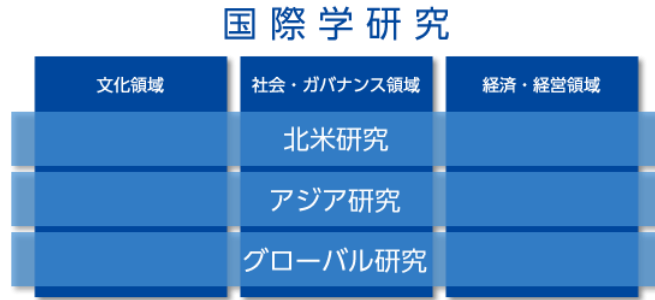 国際学研究
文化領域 社会・ガバナンス領域 経済・経営領域
北米研究
アジア研究
グローバル研究